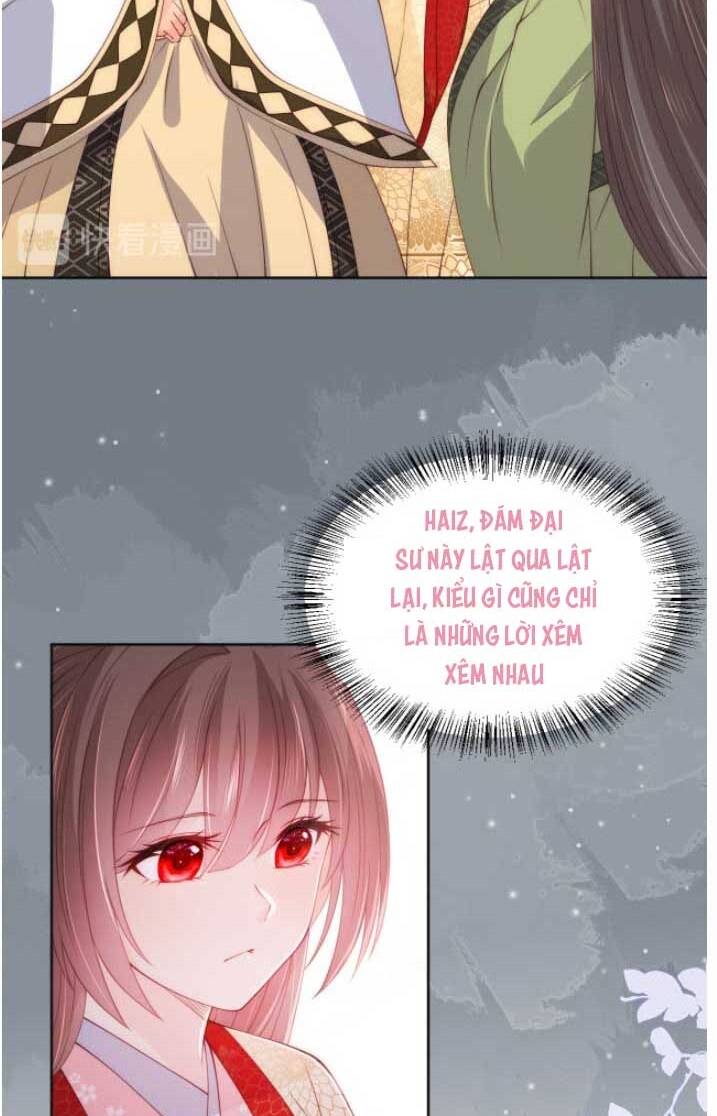 快看漫画
HAIZ, ĐÁM ĐẠI
SƯ NÀY LẬT QUA LẬT
LẠI, KIỂU GÌ CŨNG CHỈ
LÀ NHỮNG LỜI XÊM
XÊM NHAU